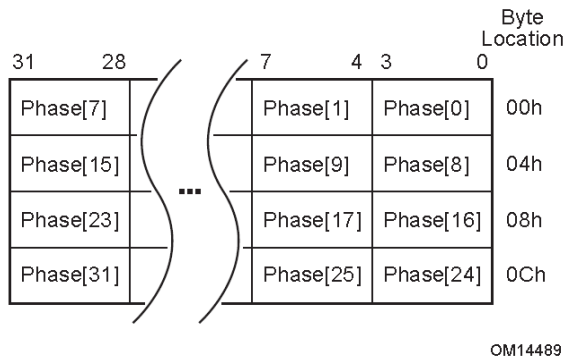 Byte
Location
31 28 7 4 3 0
Phase[7] Phase[1] Phase[0] 00h
Phase[15] ... Phase[9] Phase[8] 04h
Phase[23] Phase[17] Phase[16] 08h
Phase[31] Phase[25] Phase[24] 0Ch
OM14489